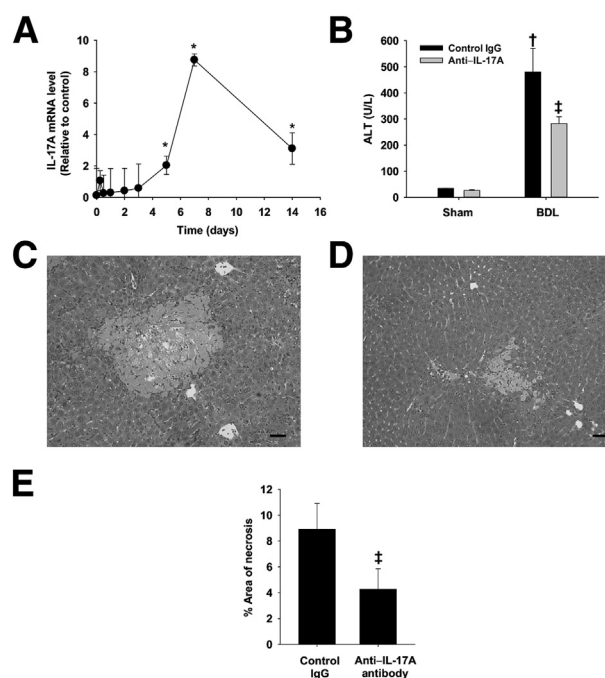 A
IL-17A mRNA level
(Relative to control)
10
8
6
4
2
0
*
*
*
0 2 4 6 8 10 12 14 16
Time (days)
B
Control IgG
Anti–IL-17A
ALT (U/L)
600
500
400
300
200
100
0
†
‡
Sham BDL
C
D
E
% Area of necrosis
12
10
8
6
4
2
0
‡
Control
IgG
Anti–IL-17A
antibody